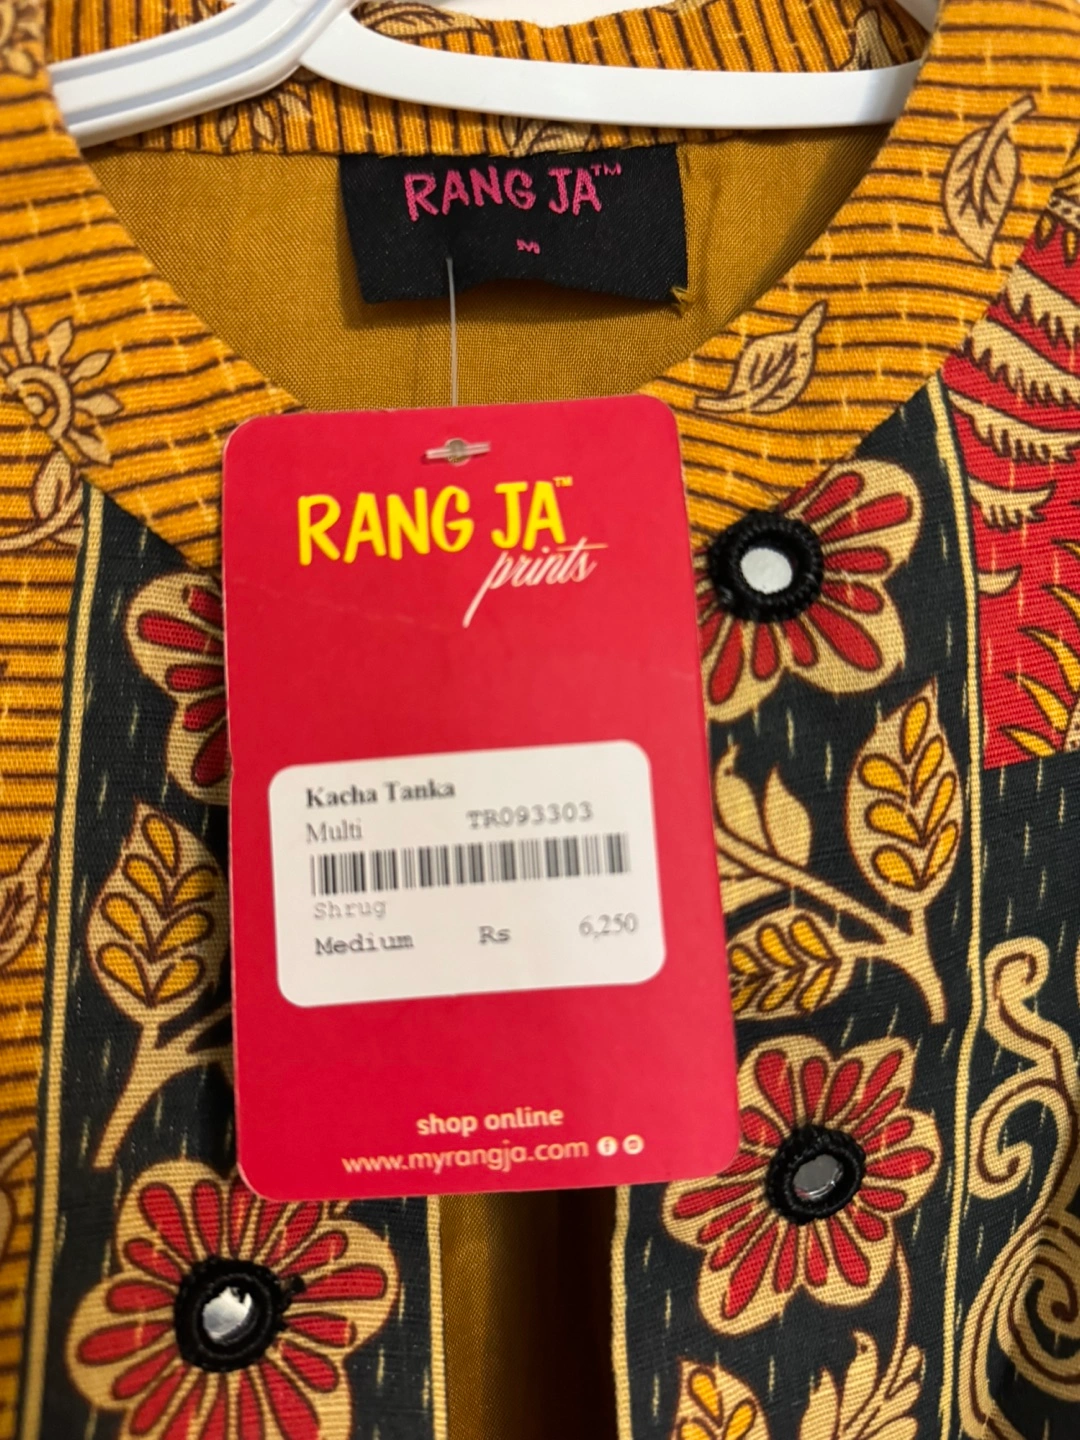 RANG JA™
M
RANG JA™
prints
Kacha Tanka
Multi TR093303
Shrug
Medium Rs 6,250
shop online
www.myrangja.com